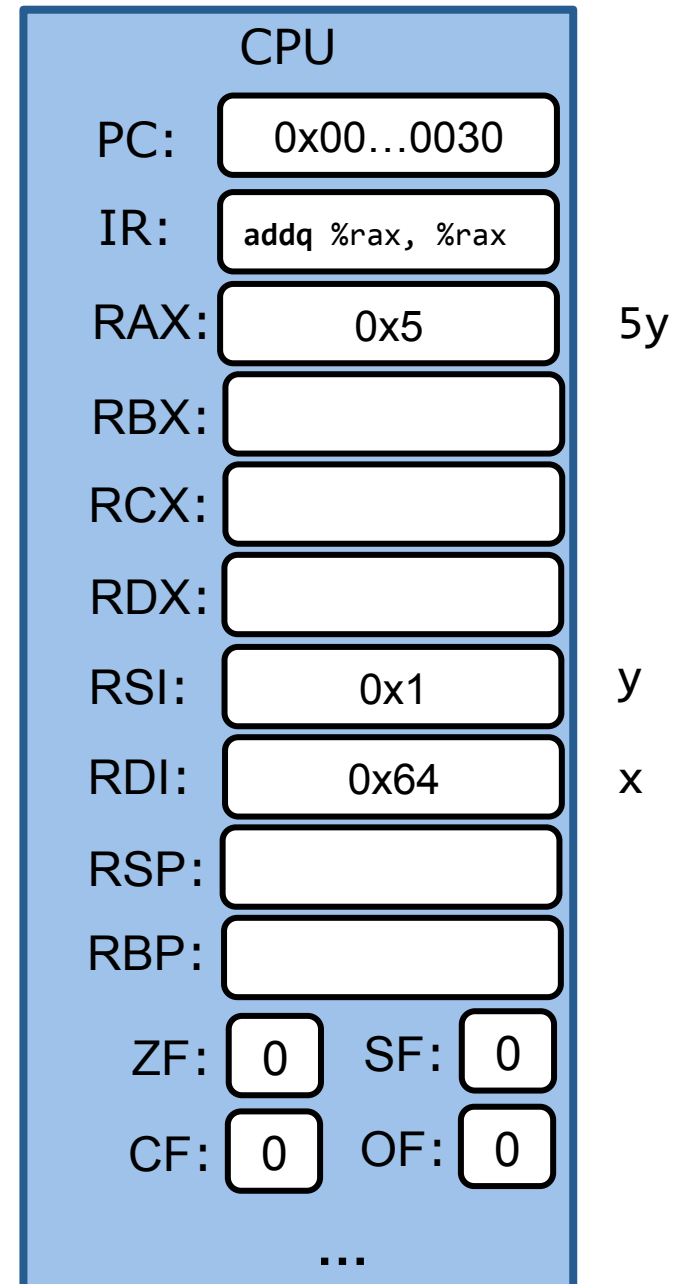 CPU
PC: 0x00...0030
IR: addq %rax, %rax
RAX: 0x5 5y
RBX:
RCX:
RDX:
RSI: 0x1 y
RDI: 0x64 x
RSP:
RBP:
ZF: 0 SF: 0
CF: 0 OF: 0
...